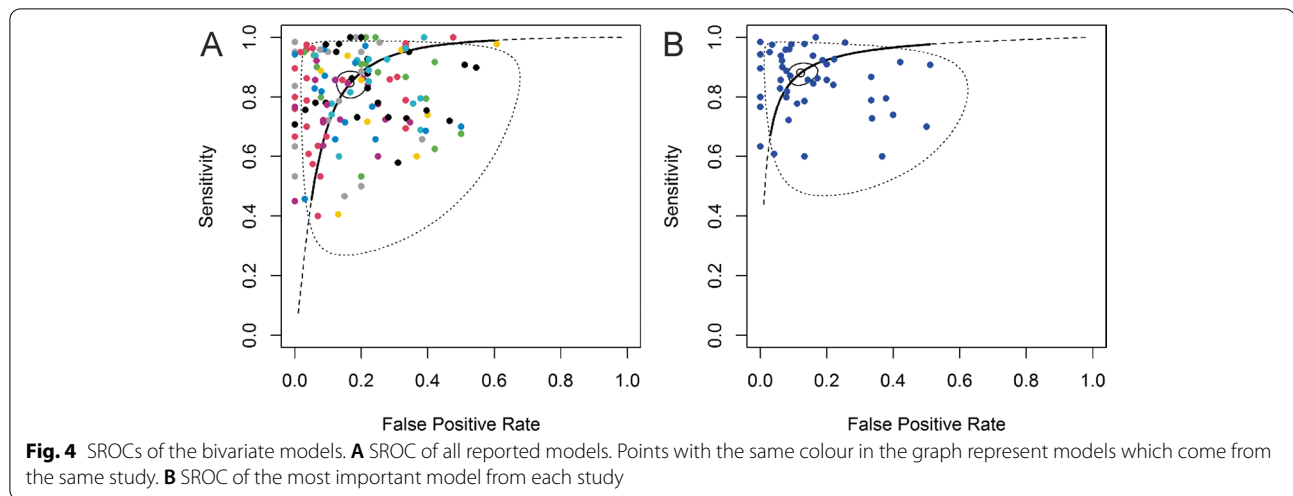 A
B
Sensitivity
1.0
0.8
0.6
0.4
0.2
0.0
0.0 0.2 0.4 0.6 0.8 1.0
False Positive Rate
Sensitivity
1.0
0.8
0.6
0.4
0.2
0.0
0.0 0.2 0.4 0.6 0.8 1.0
False Positive Rate
Fig. 4 SROCs of the bivariate models. A SROC of all reported models. Points with the same colour in the graph represent models which come from
the same study. B SROC of the most important model from each study